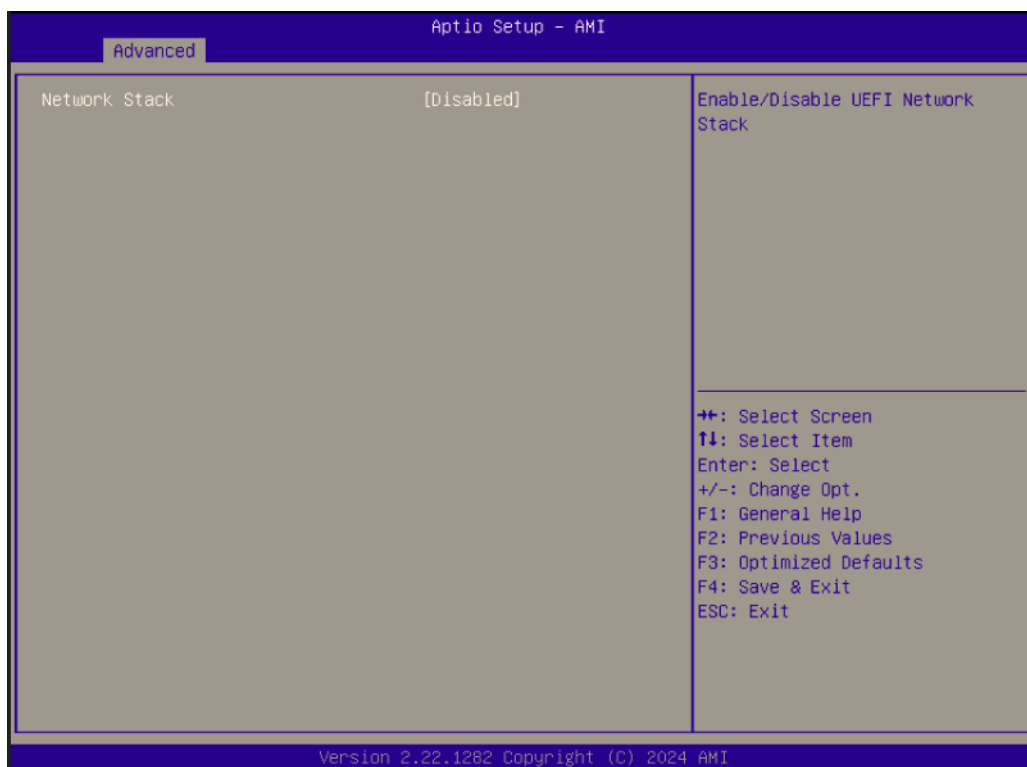 Aptio Setup - AMI
Advanced
Network Stack [Disabled]
Enable/Disable UEFI Network
Stack
→←: Select Screen
↑↓: Select Item
Enter: Select
+/-: Change Opt.
F1: General Help
F2: Previous Values
F3: Optimized Defaults
F4: Save & Exit
ESC: Exit
Version 2.22.1282 Copyright (C) 2024 AMI